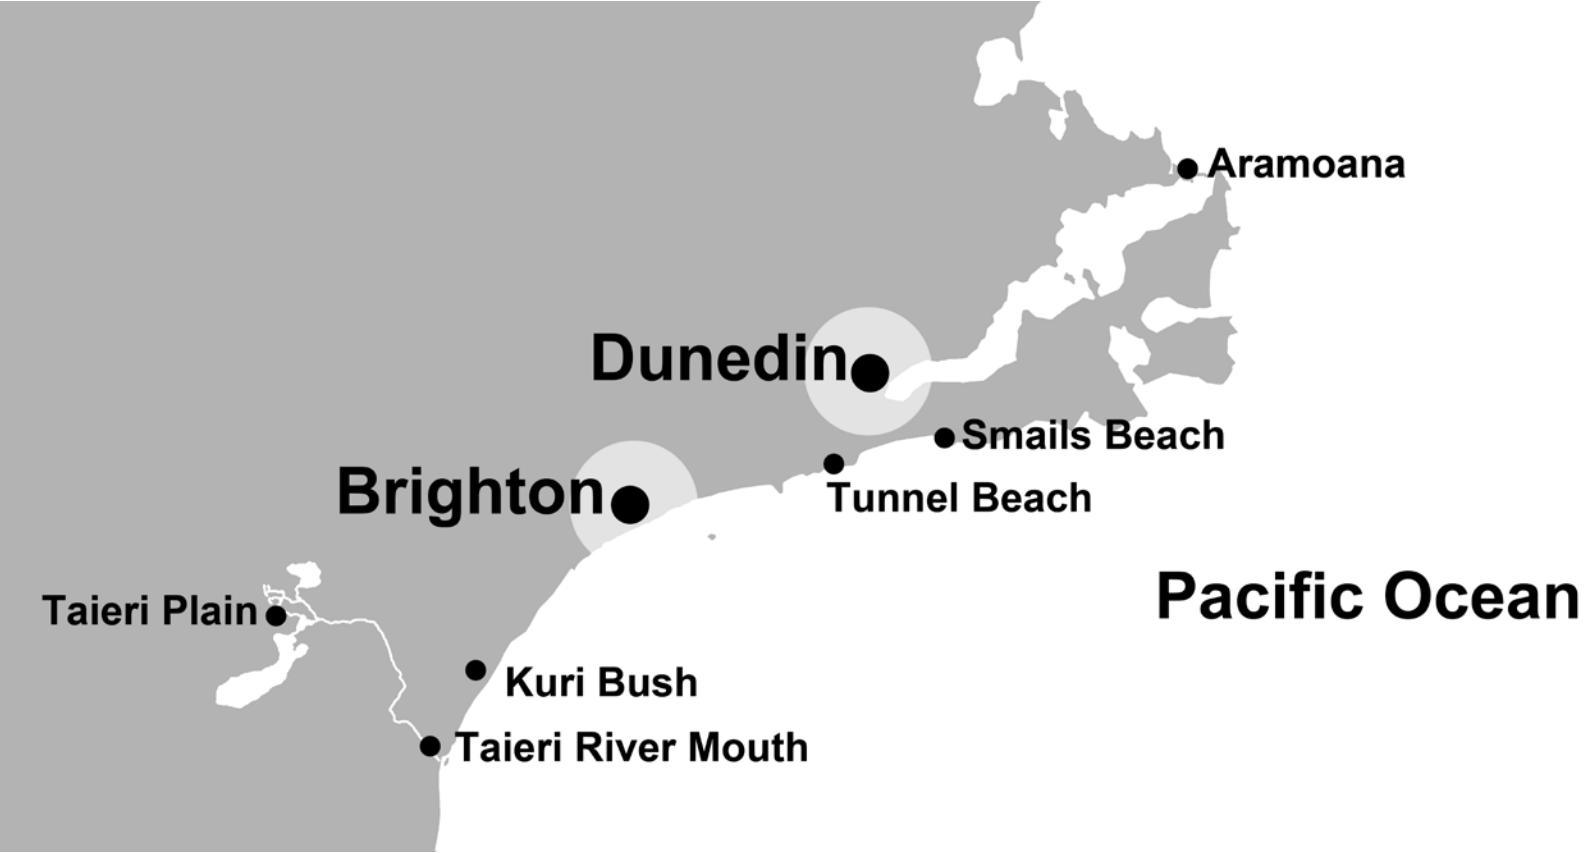 Aramoana
Dunedin
Smails Beach
Brighton
Tunnel Beach
Pacific Ocean
Taieri Plain
Kuri Bush
Taieri River Mouth